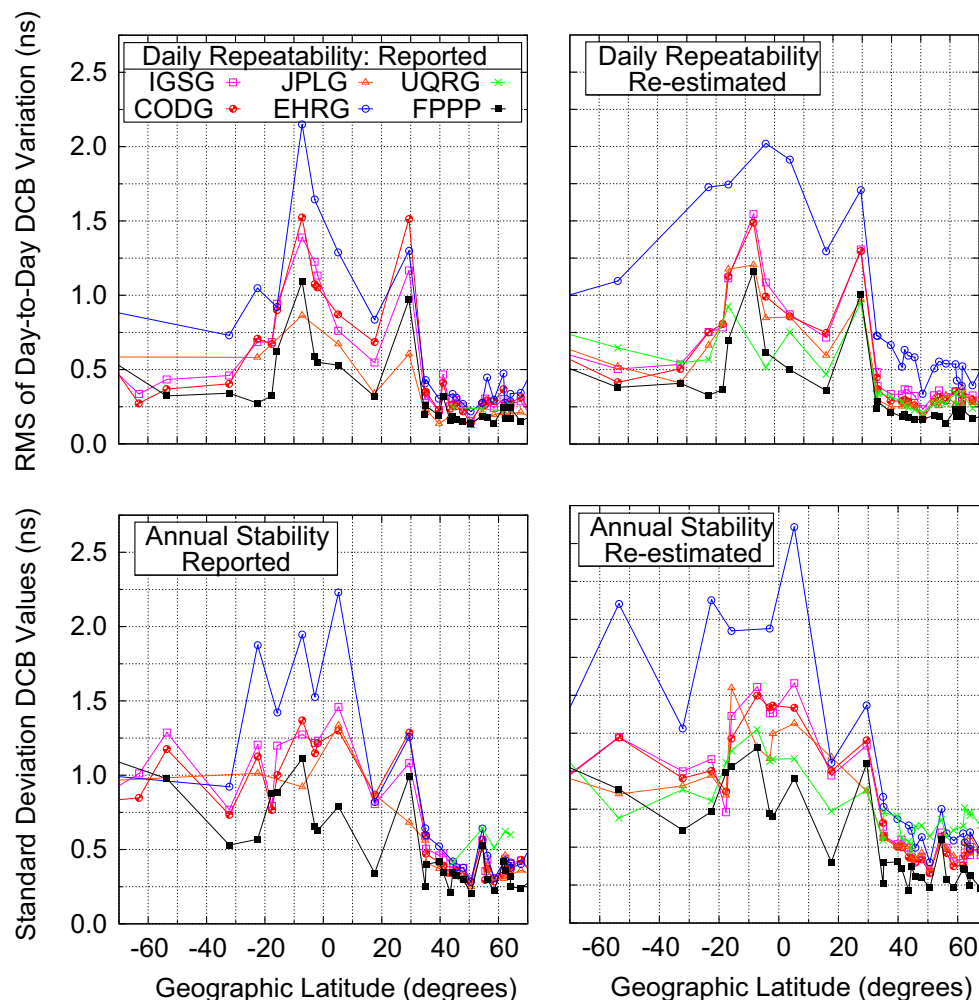 RMS of Day-to-Day DCB Variation (ns)
2.5
2.0
1.5
1.0
0.5
0.0
Daily Repeatability: Reported
IGSG JPLG UQRG
CODG EHRG FPPP
Daily Repeatability
Re-estimated
Standard Deviation DCB Values (ns)
2.5
2.0
1.5
1.0
0.5
0.0
Annual Stability
Reported
Annual Stability
Re-estimated
-60 -40 -20 0 20 40 60
-60 -40 -20 0 20 40 60
Geographic Latitude (degrees)
Geographic Latitude (degrees)